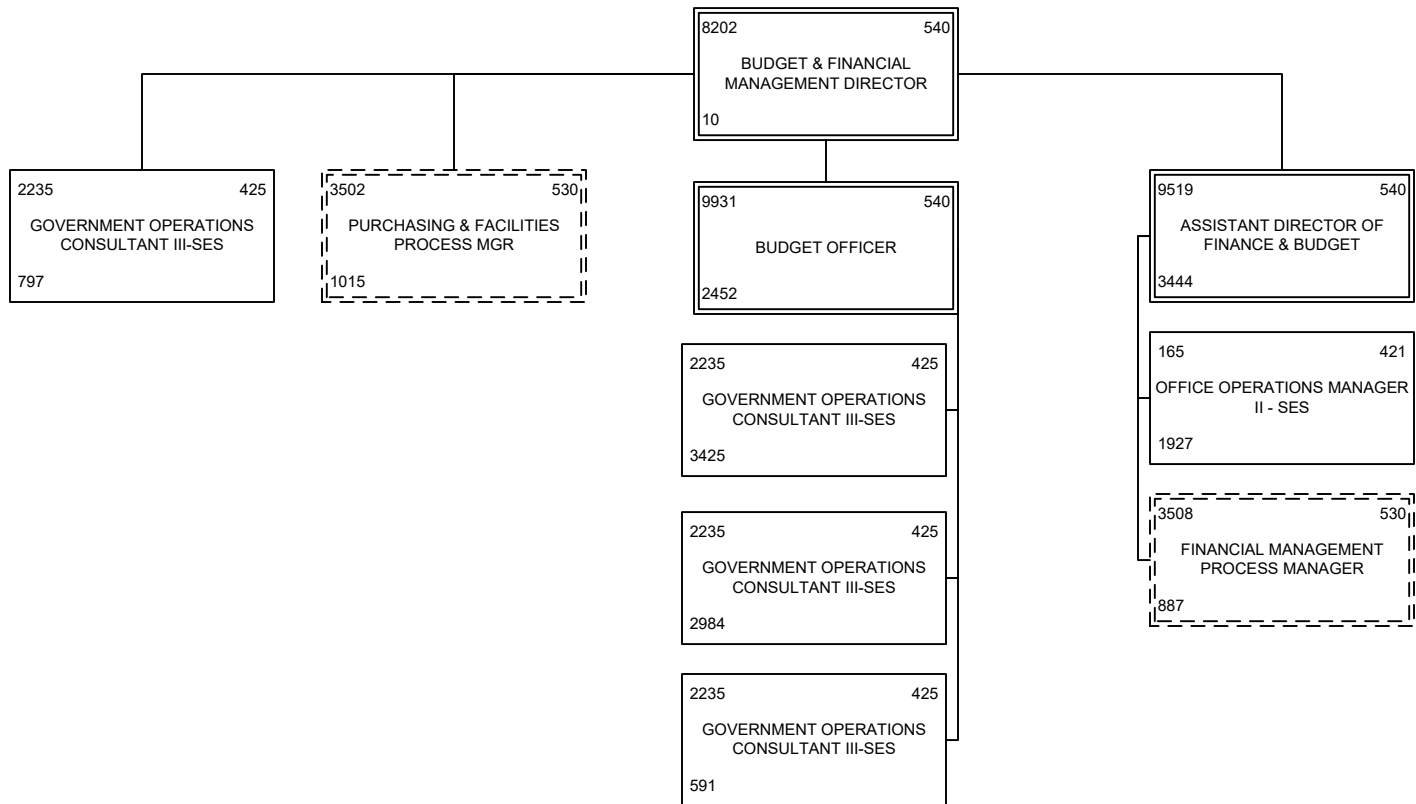 8202 540
BUDGET & FINANCIAL
MANAGEMENT DIRECTOR
10
2235 425
GOVERNMENT OPERATIONS
CONSULTANT III-SES
797
3502 530
PURCHASING & FACILITIES
PROCESS MGR
1015
9931 540
BUDGET OFFICER
2452
2235 425
GOVERNMENT OPERATIONS
CONSULTANT III-SES
3425
2235 425
GOVERNMENT OPERATIONS
CONSULTANT III-SES
2984
2235 425
GOVERNMENT OPERATIONS
CONSULTANT III-SES
591
9519 540
ASSISTANT DIRECTOR OF
FINANCE & BUDGET
3444
165 421
OFFICE OPERATIONS MANAGER
II - SES
1927
3508 530
FINANCIAL MANAGEMENT
PROCESS MANAGER
887